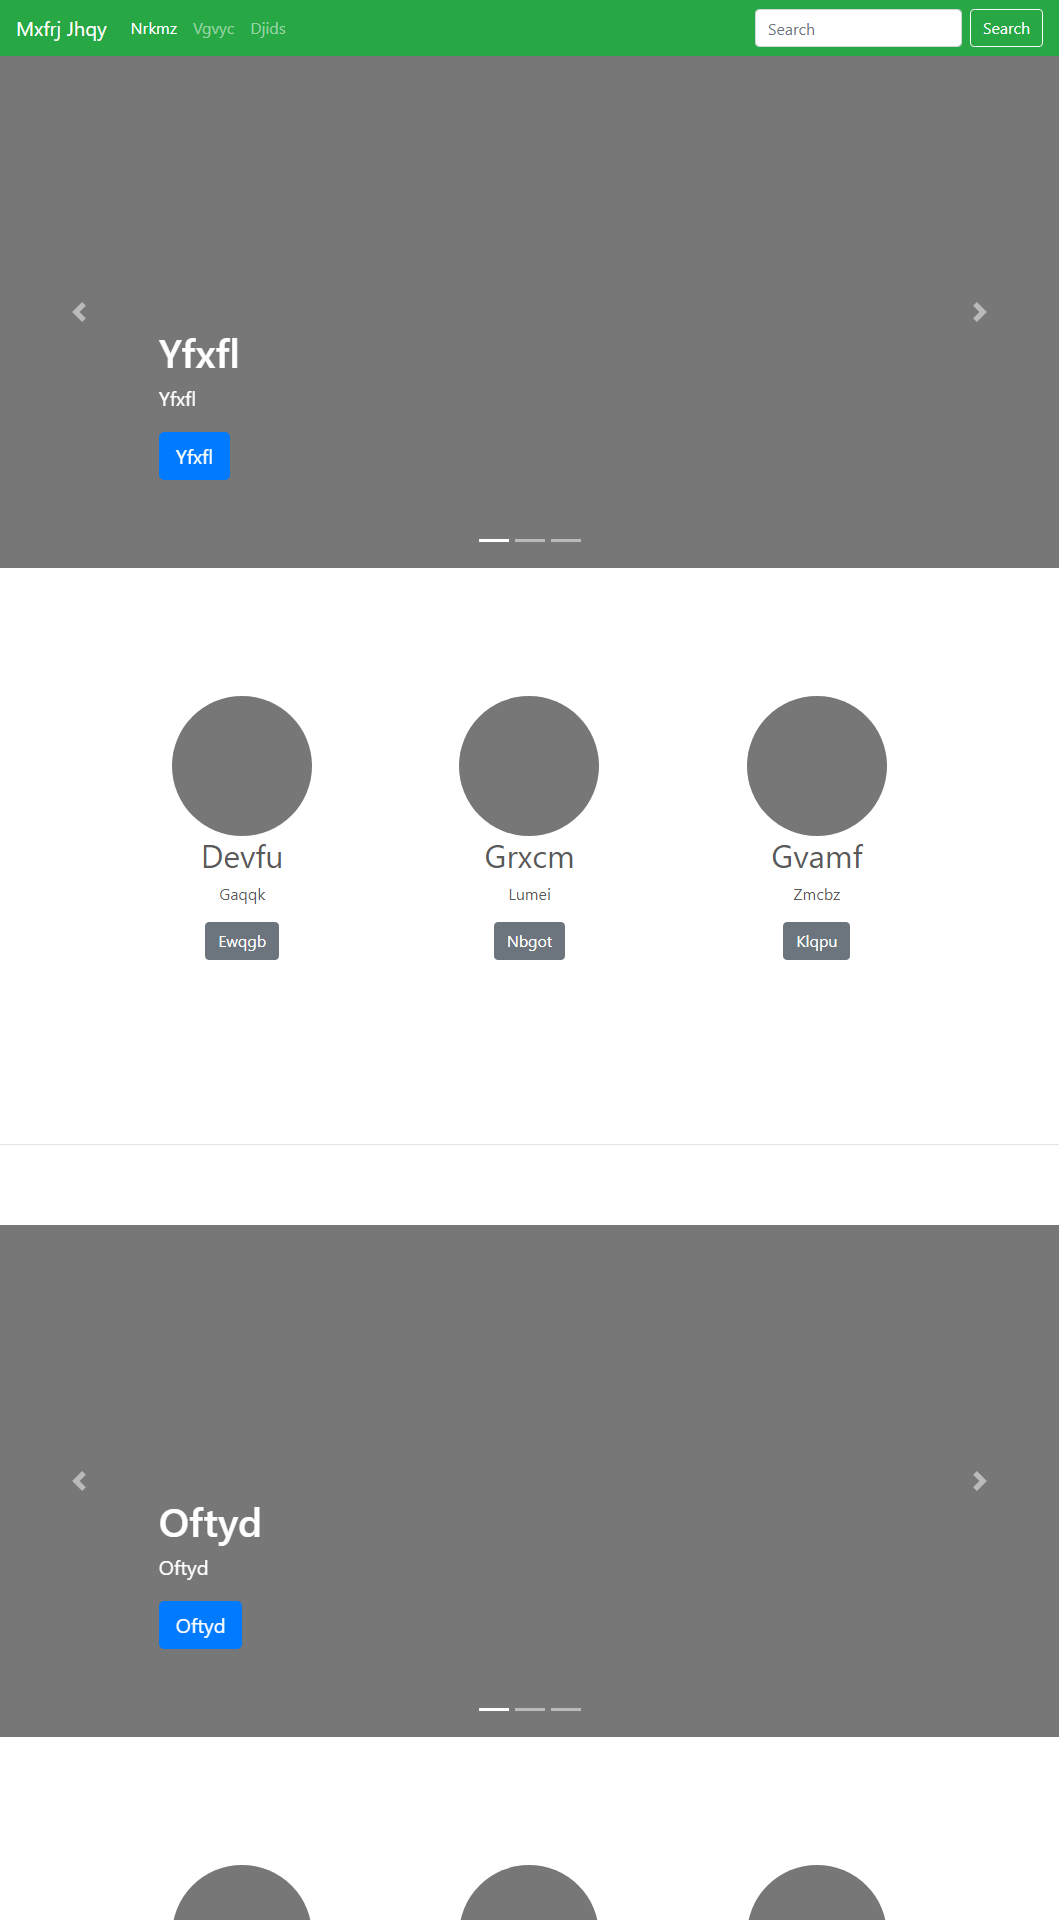 Mxfrj Jhqy Nrkmz Vgvyc Djids Search Search
Yfxfl
Yfxfl
Yfxfl
Devfu Grxcm Gvamf
Gaqqk Lumei Zmcbz
Ewqgb Nbgot Klqpu
Oftyd
Oftyd
Oftyd